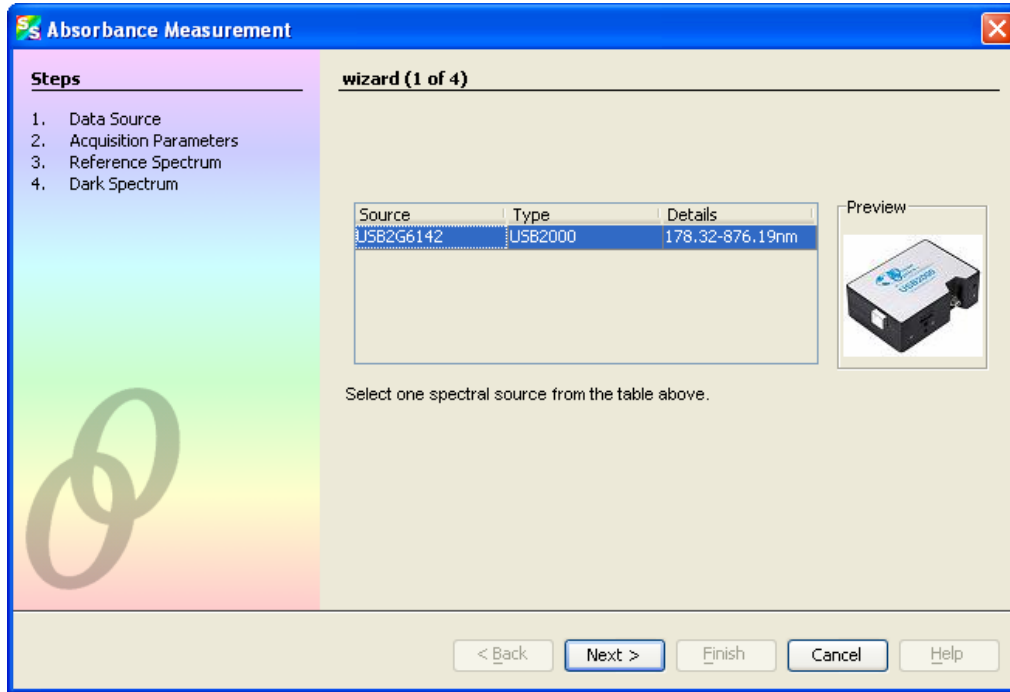 Absorbance Measurement
Steps
1. Data Source
2. Acquisition Parameters
3. Reference Spectrum
4. Dark Spectrum
wizard (1 of 4)
Source Type Details
USB2G6142 USB2000 178.32-876.19nm
Preview
USB2000
Select one spectral source from the table above.
< Back Next > Finish Cancel Help